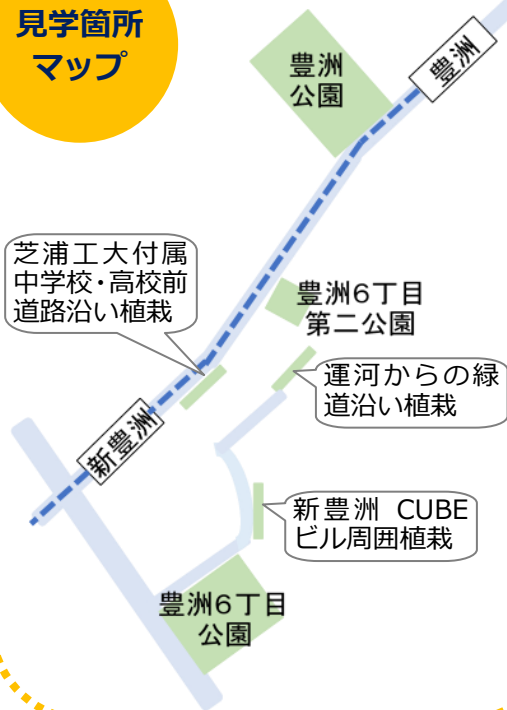 見学箇所
マップ
豊洲
豊洲
公園
芝浦工大付属
中学校・高校前
道路沿い植栽
豊洲6丁目
第二公園
運河からの緑
道沿い植栽
新豊洲
新豊洲 CUBE
ビル周囲植栽
豊洲6丁目
公園